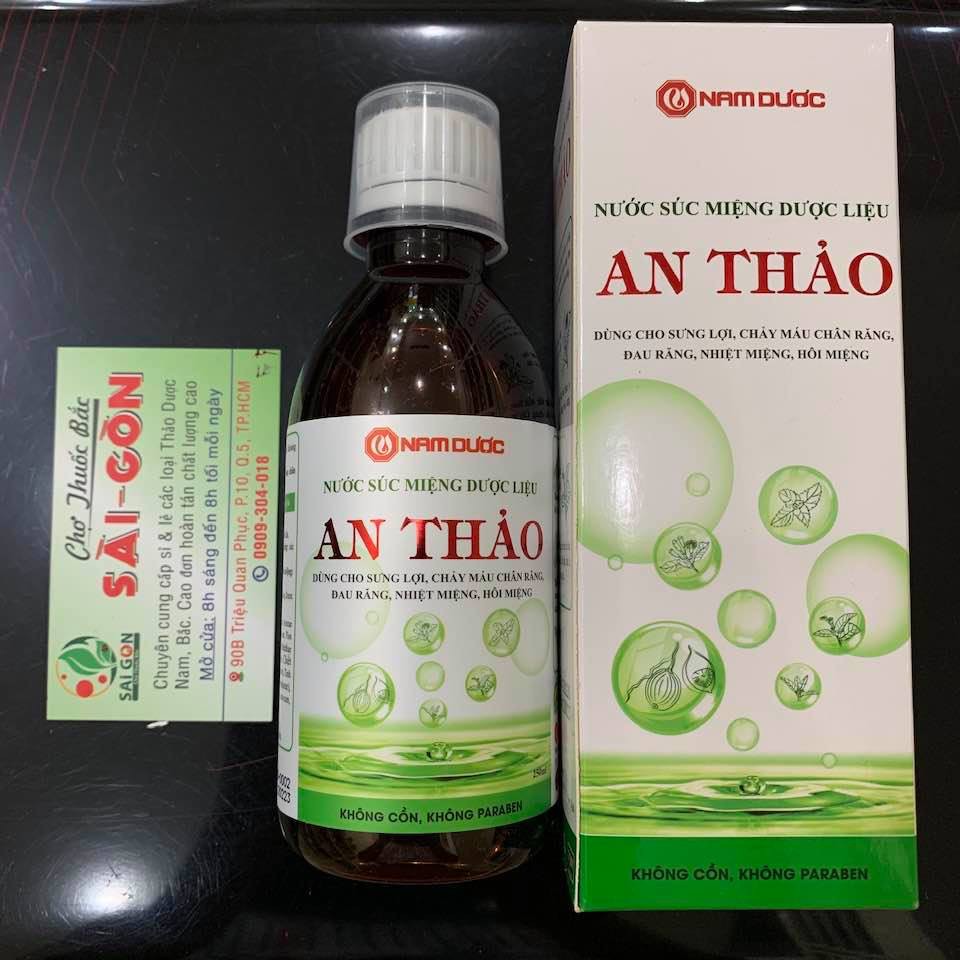 Chợ Thuốc Bắc
SÀI-GÒN
SAI GON
Chuyên cung cấp sỉ & lẻ các loại Thảo Dược
Nam, Bắc. Cao đơn hoàn tán chất lượng cao
Mở cửa: 8h sáng đến 8h tối mỗi ngày
90B Triệu Quang Phục, P.10, Q.5, TP.HCM
0909-304-018
NAM DƯỢC
NƯỚC SÚC MIỆNG DƯỢC LIỆU
AN THẢO
DÙNG CHO SƯNG LỢI, CHẢY MÁU CHÂN RĂNG,
ĐAU RĂNG, NHIỆT MIỆNG, HÔI MIỆNG
150ml
KHÔNG CỒN, KHÔNG PARABEN
NAM DƯỢC
NƯỚC SÚC MIỆNG DƯỢC LIỆU
AN THẢO
DÙNG CHO SƯNG LỢI, CHẢY MÁU CHÂN RĂNG,
ĐAU RĂNG, NHIỆT MIỆNG, HÔI MIỆNG
KHÔNG CỒN, KHÔNG PARABEN